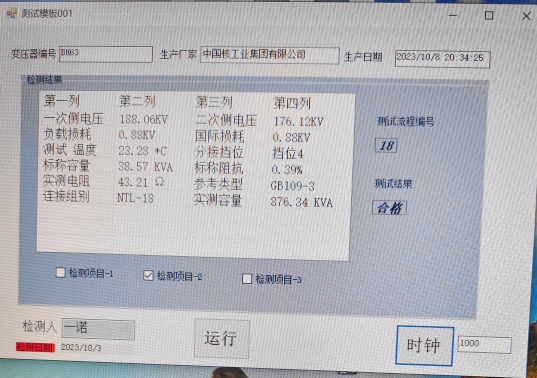 测试模板001
变压器编号 BH63 生产厂家 中国核工业集团有限公司 生产日期 2023/10/8 20:34:25
检测结果
第一列 第二列 第三列 第四列
一次侧电压 188.06KV 二次侧电压 176.12KV
负载损耗 0.88KV 国际损耗 0.88KV
测试 温度 23.28 *C 分接挡位 挡位4
标称容量 38.57 KVA 标称阻抗 0.39%
实测电阻 43.21 Ω 参考类型 GB109-3
连接组别 NTL-18 实测容量 876.34 KVA
测试流程编号
18
测试结果
合格
检测项目-1 检测项目-2 检测项目-3
检测人 一诺 运行 时钟 1000
检测日期 2023/10/3